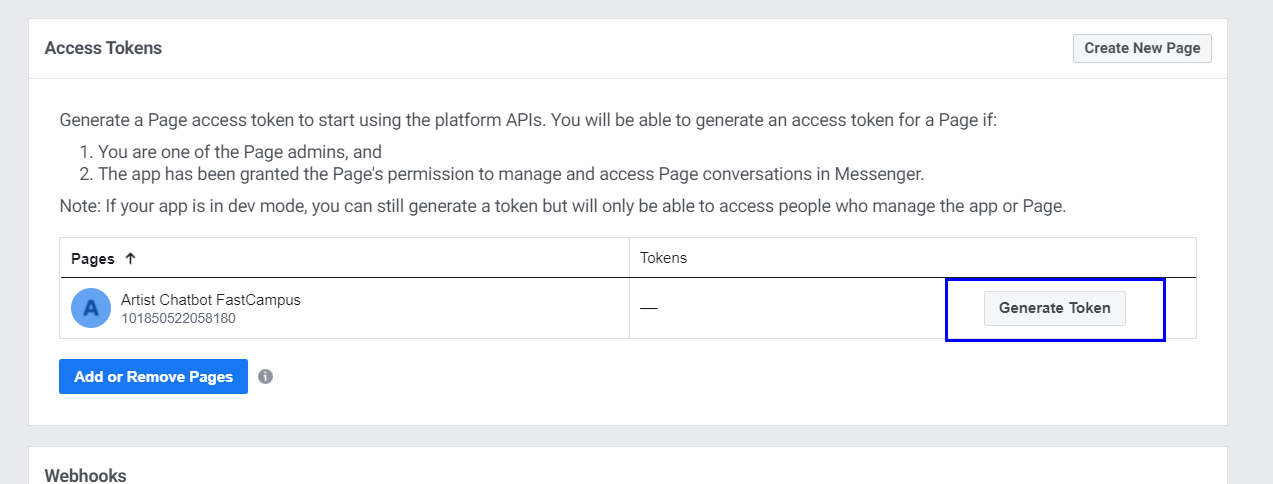 Access Tokens
Create New Page
Generate a Page access token to start using the platform APIs. You will be able to generate an access token for a Page if:
1. You are one of the Page admins, and
2. The app has been granted the Page's permission to manage and access Page conversations in Messenger.
Note: If your app is in dev mode, you can still generate a token but will only be able to access people who manage the app or Page.
Pages ↑
Tokens
A
Artist Chatbot FastCampus
101850522058180
—
Generate Token
Add or Remove Pages
i
Webhooks